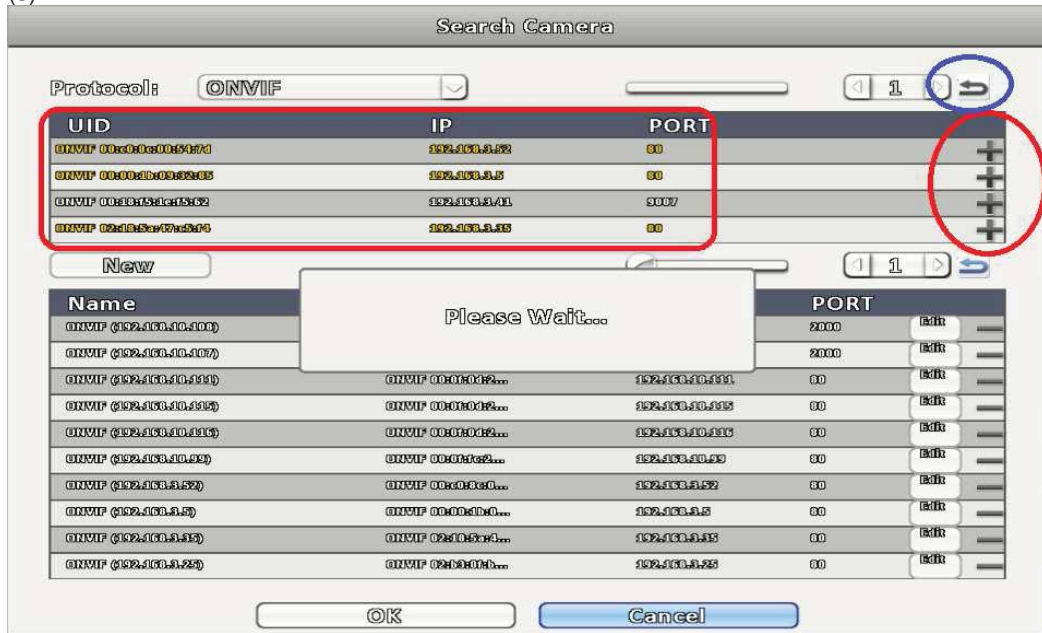 Search Camera
Protocol: ONVIF 1
UID IP PORT
ONVIF 00:c0:8c:00:54:7d 192.168.3.52 80
ONVIF 00:00:1b:09:32:85 192.168.3.5 80
ONVIF 00:18:f5:1c:f5:62 192.168.3.41 9007
ONVIF 02:18:5a:47:c5:f4 192.168.3.35 80
New 1
Name PORT
Please Wait...
ONVIF (192.168.10.100) 2000 Edit
ONVIF (192.168.10.107) 2000 Edit
ONVIF (192.168.10.111) ONVIF 00:0f:0d:2... 192.168.10.111 80 Edit
ONVIF (192.168.10.115) ONVIF 00:0f:0d:2... 192.168.10.115 80 Edit
ONVIF (192.168.10.116) ONVIF 00:0f:0d:2... 192.168.10.116 80 Edit
ONVIF (192.168.10.99) ONVIF 00:0f:fc:2... 192.168.10.99 80 Edit
ONVIF (192.168.3.52) ONVIF 00:c0:8c:0... 192.168.3.52 80 Edit
ONVIF (192.168.3.5) ONVIF 00:00:1b:0... 192.168.3.5 80 Edit
ONVIF (192.168.3.35) ONVIF 02:18:5a:4... 192.168.3.35 80 Edit
ONVIF (192.168.3.25) ONVIF 02:b3:0f:b... 192.168.3.25 80 Edit
OK Cancel